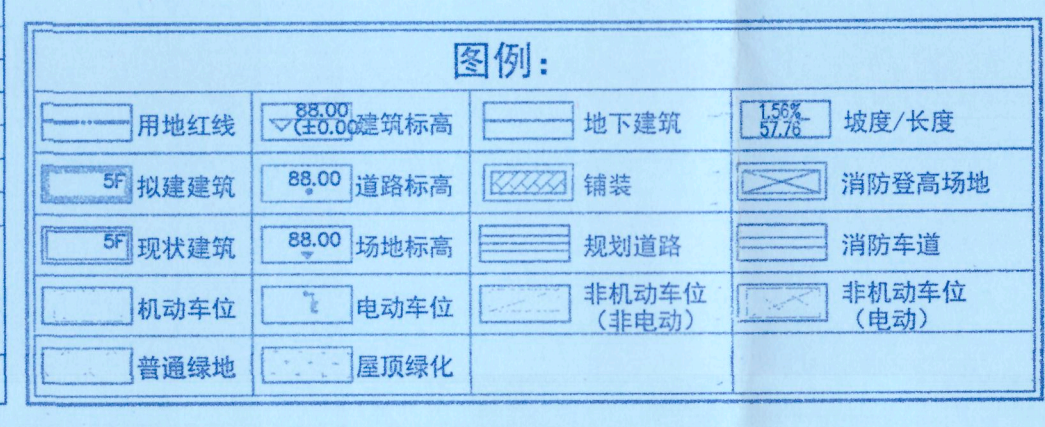 图例：
88.00
(±0.00
1.56%
57.76
用地红线
建筑标高
地下建筑
坡度/长度
5F
拟建建筑
88.00
道路标高
铺装
消防登高场地
5F
现状建筑
88.00
场地标高
规划道路
消防车道
机动车位
电动车位
非机动车位
（非电动）
非机动车位
（电动）
普通绿地
屋顶绿化